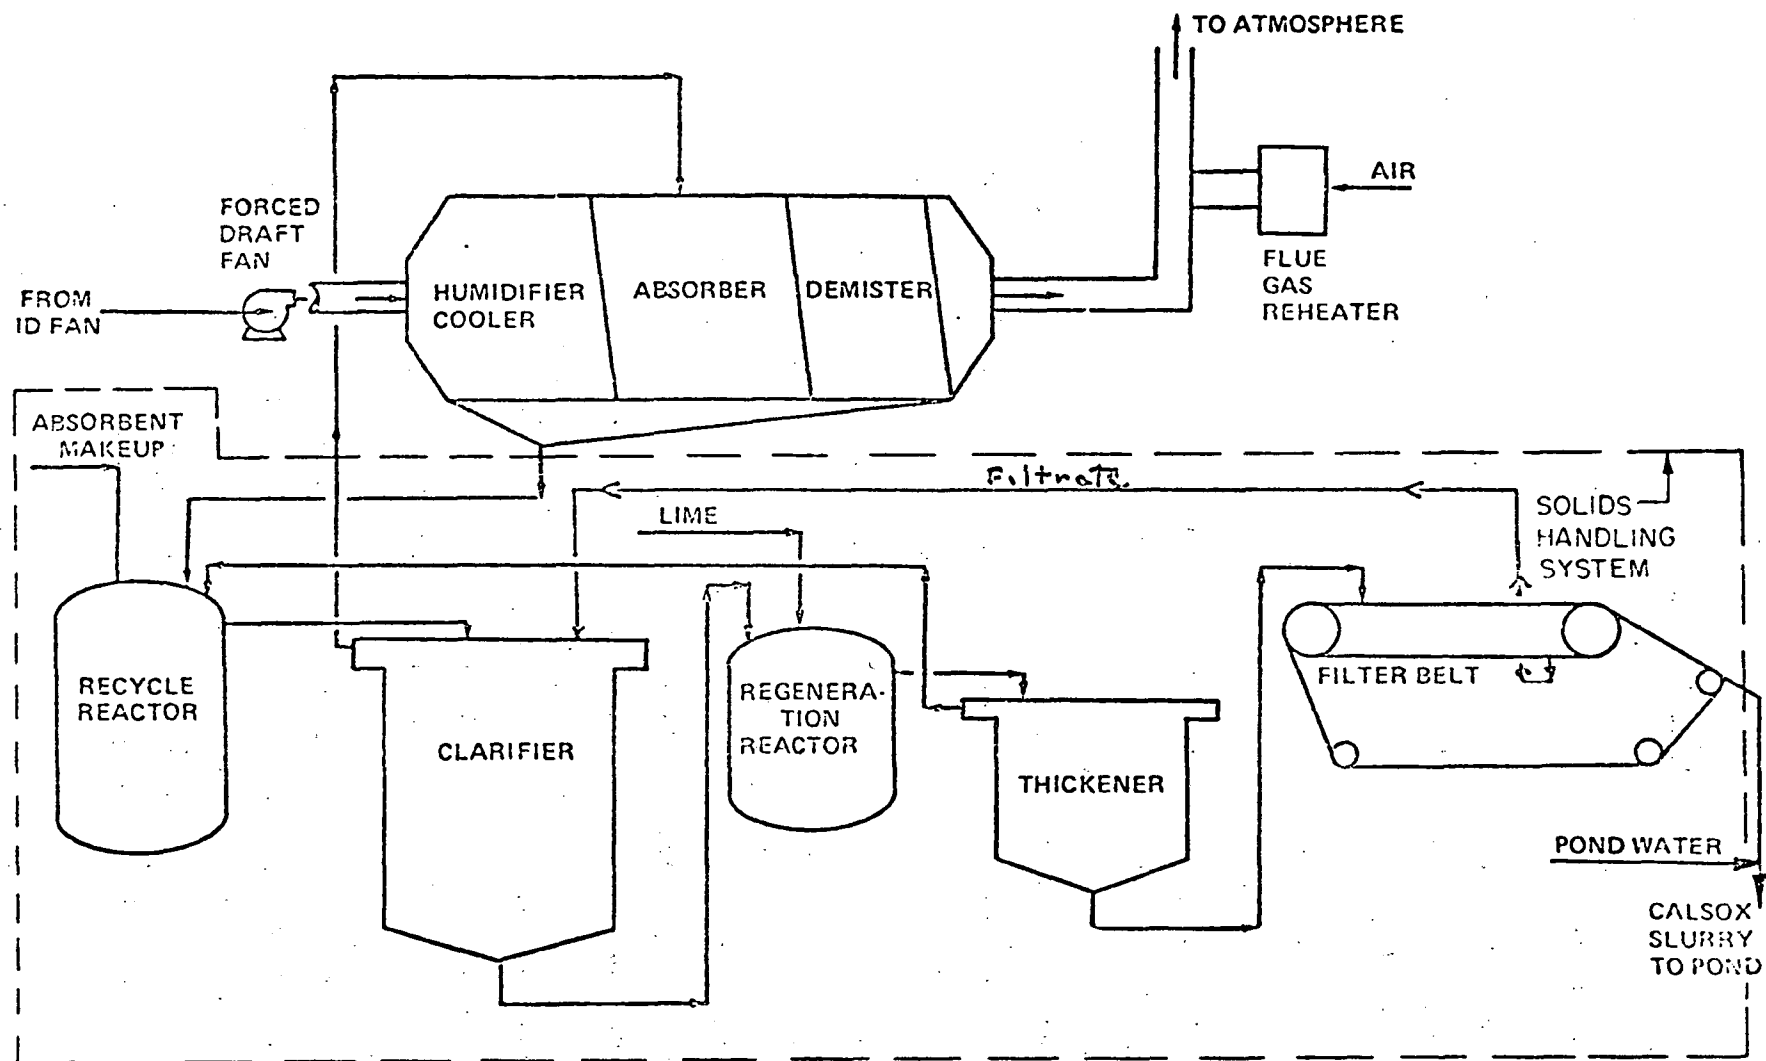 TO ATMOSPHERE
AIR
FLUE
GAS
REHEATER
FORCED
DRAFT
FAN
FROM
ID FAN
HUMIDIFIER
COOLER
ABSORBER
DEMISTER
ABSORBENT
MAKEUP
Filtrate
LIME
SOLIDS
HANDLING
SYSTEM
RECYCLE
REACTOR
CLARIFIER
REGENERA-
TION
REACTOR
THICKENER
FILTER BELT
POND WATER
CALSOX
SLURRY
TO POND